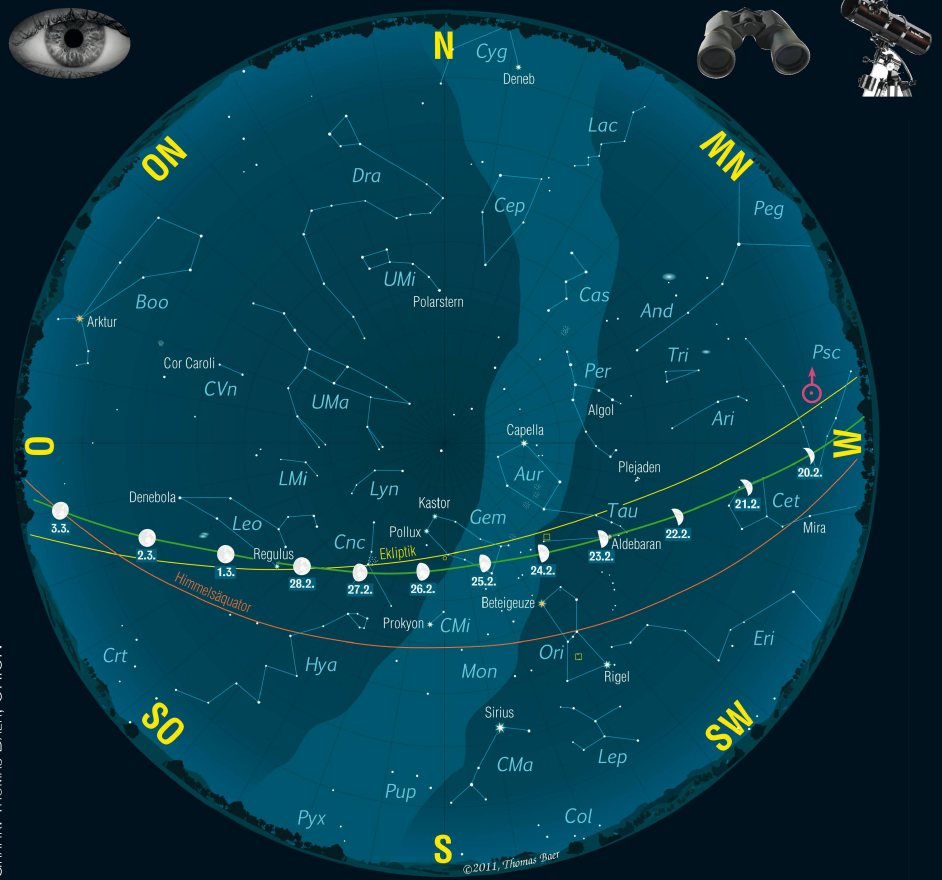 N
Cyg
Deneb
Lac
NO
NW
Dra
Cep
Peg
UMi
Polarstern
Boo
Cas
And
Arktur
Cor Caroli
CVn
Tri
Psc
Per
UMa
Algol
Ari
Capella
O
W
Plejaden
20.2.
Aur
LMi
Lyn
21.2.
Cet
Denebola
Kastor
Tau
Mira
3.3.
Leo
Pollux
Gem
22.2.
2.3.
Cnc
Aldebaran
Regulus
Ekliptik
23.2.
1.3.
24.2.
28.2.
27.2.
26.2.
25.2.
Himmelsäquator
Beteigeuze
Prokyon
CMi
Eri
Ori
Crt
Hya
Mon
Rigel
SO
SW
Sirius
Lep
CMa
Pup
Pyx
Col
S
©2011, Thomas Baer